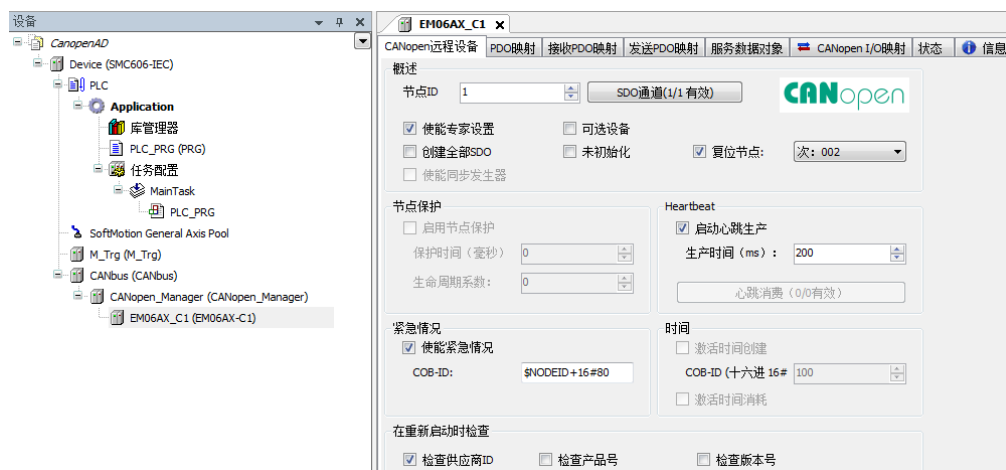 设备
CanopenAD
Device (SMC606-IEC)
PLC
Application
库管理器
PLC_PRG (PRG)
任务配置
MainTask
PLC_PRG
SoftMotion General Axis Pool
M_Trg (M_Trg)
CANbus (CANbus)
CANopen_Manager (CANopen_Manager)
EM06AX_C1 (EM06AX-C1)
EM06AX_C1
CANopen远程设备 PDO映射 接收PDO映射 发送PDO映射 服务数据对象 CANopen I/O映射 状态 信息
概述
节点ID 1 SDO通道(1/1 有效) CANopen
使能专家设置 可选设备
创建全部SDO 未初始化 复位节点: 次: 002
使能同步发生器
节点保护
启用节点保护
保护时间（毫秒） 0
生命周期系数: 0
Heartbeat
启动心跳生产
生产时间（ms）: 200
心跳消费（0/0有效）
紧急情况
使能紧急情况
COB-ID: $NODEID+16#80
时间
激活时间创建
COB-ID (十六进 16# 100
激活时间消耗
在重新启动时检查
检查供应商ID 检查产品号 检查版本号